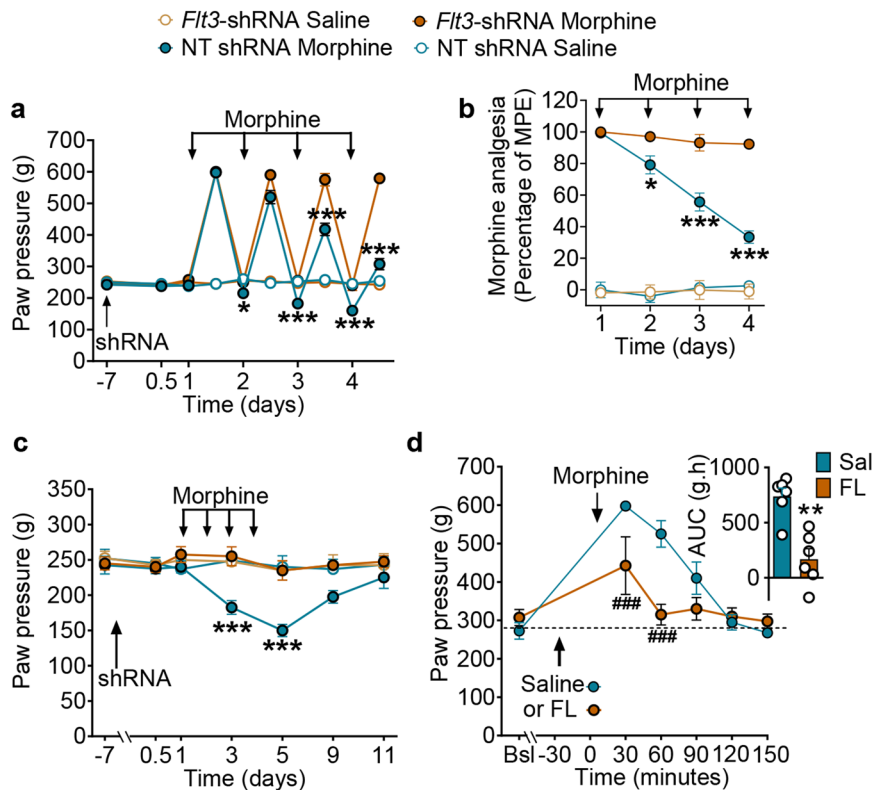 Flt3-shRNA Saline
Flt3-shRNA Morphine
NT shRNA Morphine
NT shRNA Saline
a
Morphine
Paw pressure (g)
700
600
500
400
300
200
100
0
***
***
*
***
***
shRNA
-7
0.5
1
2
3
4
Time (days)
b
Morphine
Morphine analgesia
(Percentage of MPE)
120
100
80
60
40
20
0
*
***
***
1
2
3
4
Time (days)
c
Morphine
Paw pressure (g)
350
300
250
200
150
100
50
0
***
***
shRNA
-7
0.5
1
3
5
9
11
Time (days)
d
Morphine
Paw pressure (g)
700
600
500
400
300
200
100
0
###
###
Saline
or FL
Bsl
-30
0
30
60
90
120
150
Time (minutes)
AUC (g.h)
1000
500
0
**
Sal
FL